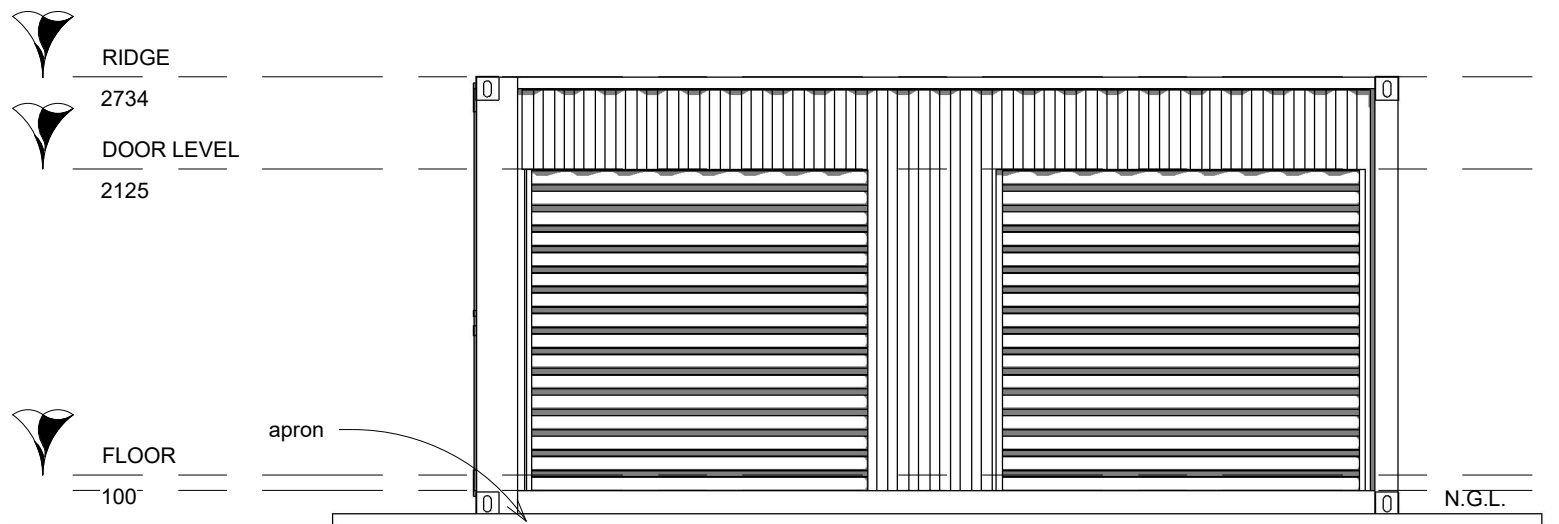 RIDGE
2734
DOOR LEVEL
2125
apron
FLOOR
100
N.G.L.